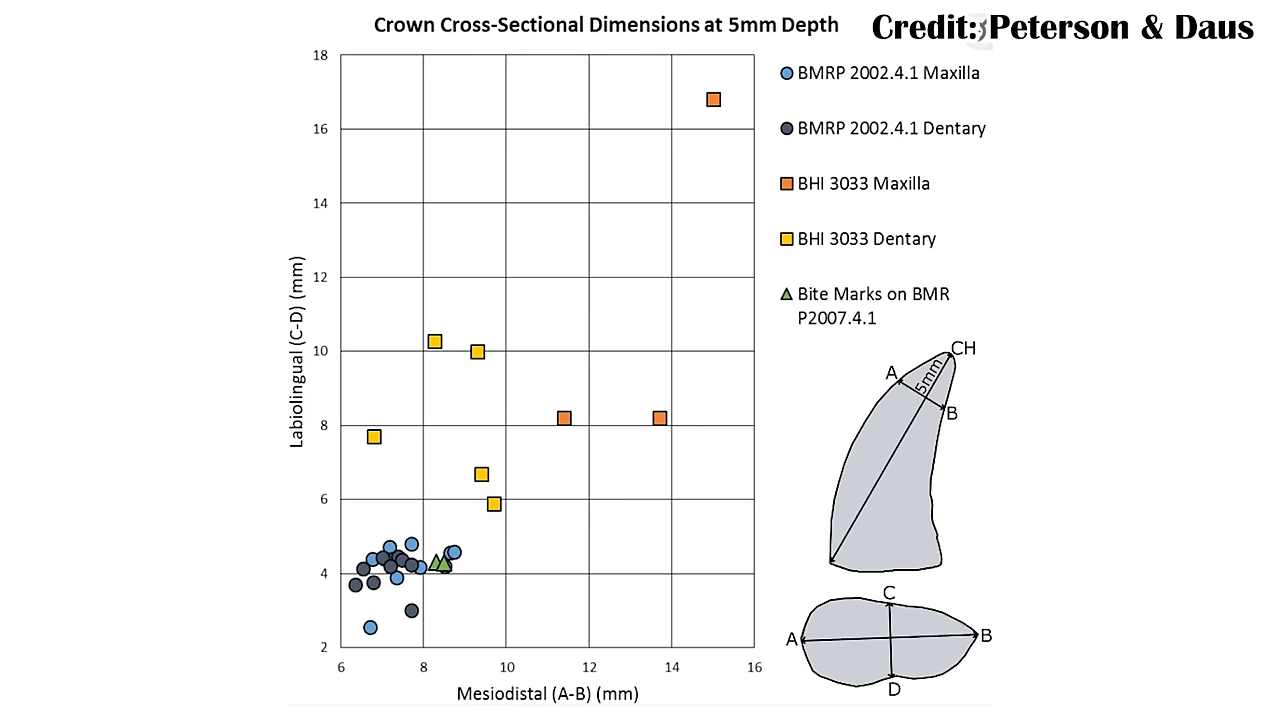 Crown Cross-Sectional Dimensions at 5mm Depth
Credit: Peterson & Daus
18
16
14
12
10
8
6
4
2
6 8 10 12 14 16
Labiolingual (C-D) (mm)
Mesiodistal (A-B) (mm)
BMRP 2002.4.1 Maxilla
BMRP 2002.4.1 Dentary
BHI 3033 Maxilla
BHI 3033 Dentary
Bite Marks on BMR
P2007.4.1
CH
A
5mm
B
C
A
B
D